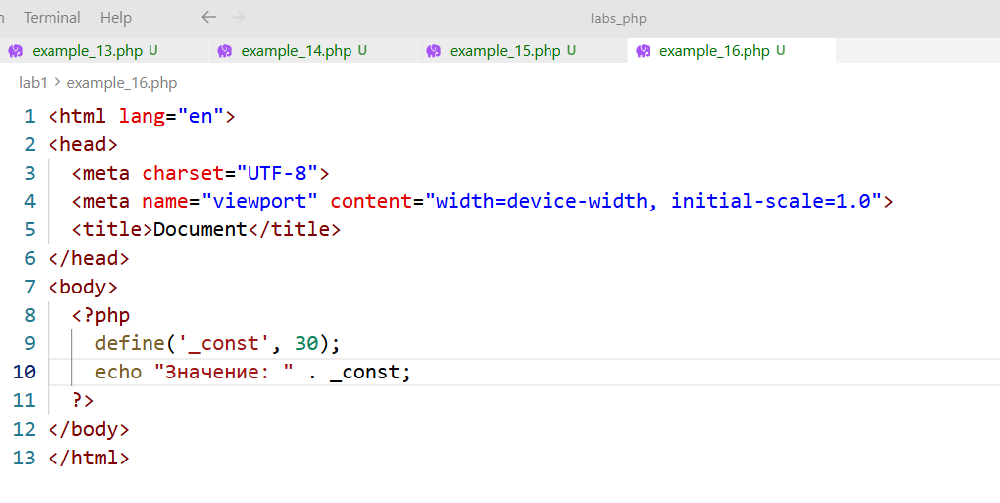 Terminal Help ← → labs_php
example_13.php U example_14.php U example_15.php U example_16.php U
lab1 > example_16.php
1 <html lang="en">
2 <head>
3   <meta charset="UTF-8">
4   <meta name="viewport" content="width=device-width, initial-scale=1.0">
5   <title>Document</title>
6 </head>
7 <body>
8   <?php
9     define('_const', 30);
10     echo "Значение: " . _const;
11   ?>
12 </body>
13 </html>